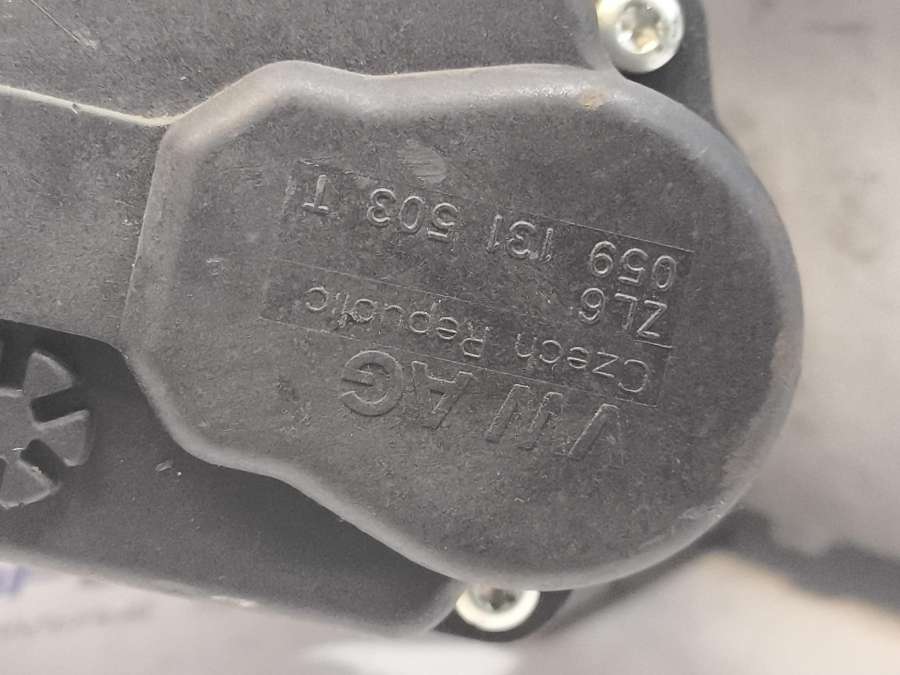 VW AG
Czech Republic
ZL6
059 131 503 T